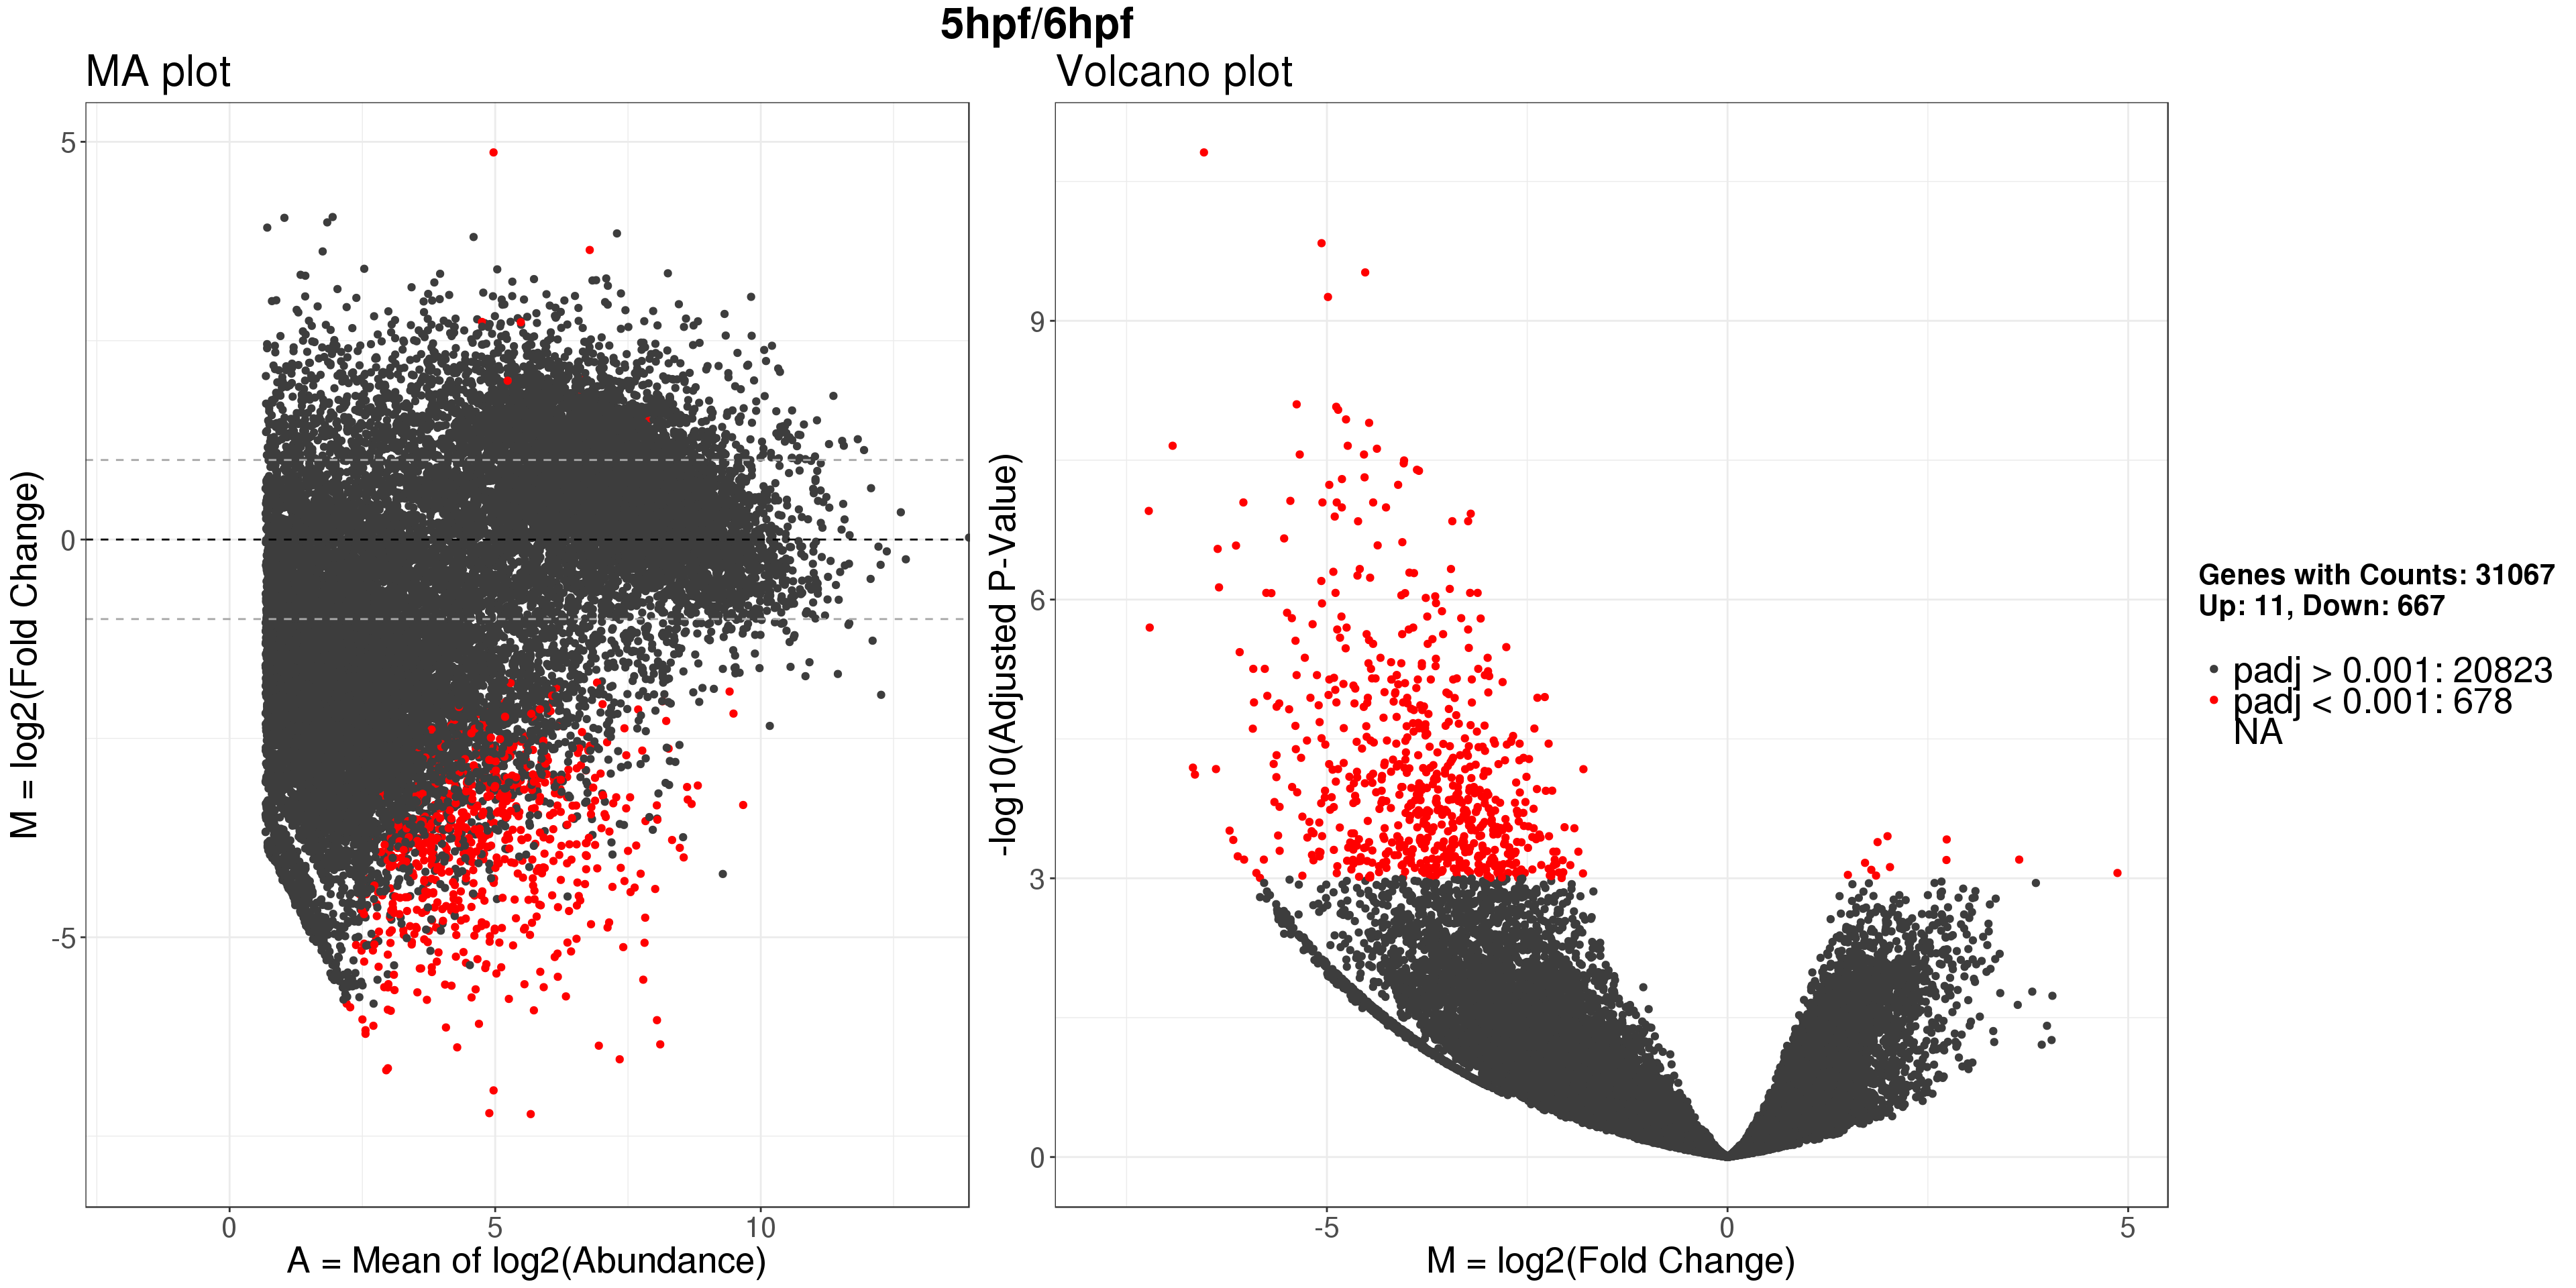 5hpf/6hpf
MA plot
Volcano plot
5
0
-5
M = log2(Fold Change)
0
5
10
A = Mean of log2(Abundance)
9
6
3
0
-log10(Adjusted P-Value)
-5
0
5
M = log2(Fold Change)
Genes with Counts: 31067
Up: 11, Down: 667
padj > 0.001: 20823
padj < 0.001: 678
NA